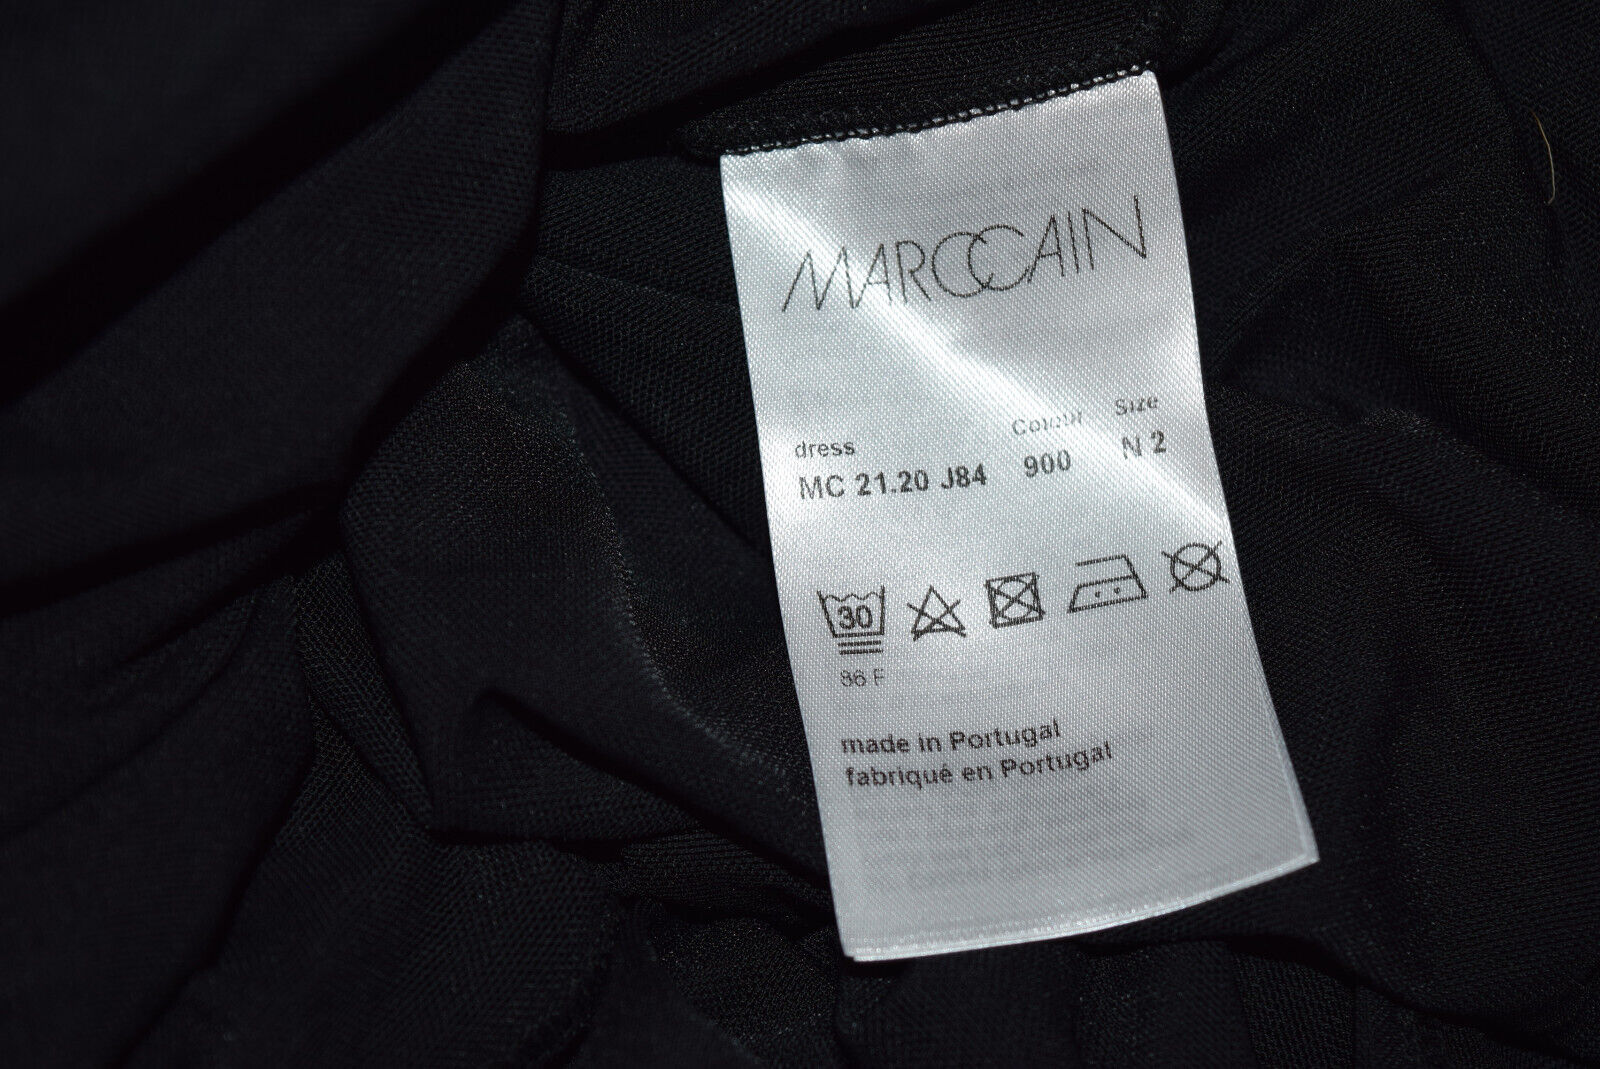 MARCCAIN
dress Colour Size
MC 21.20 J84 900 N 2
30
86 F
made in Portugal
fabriqué en Portugal